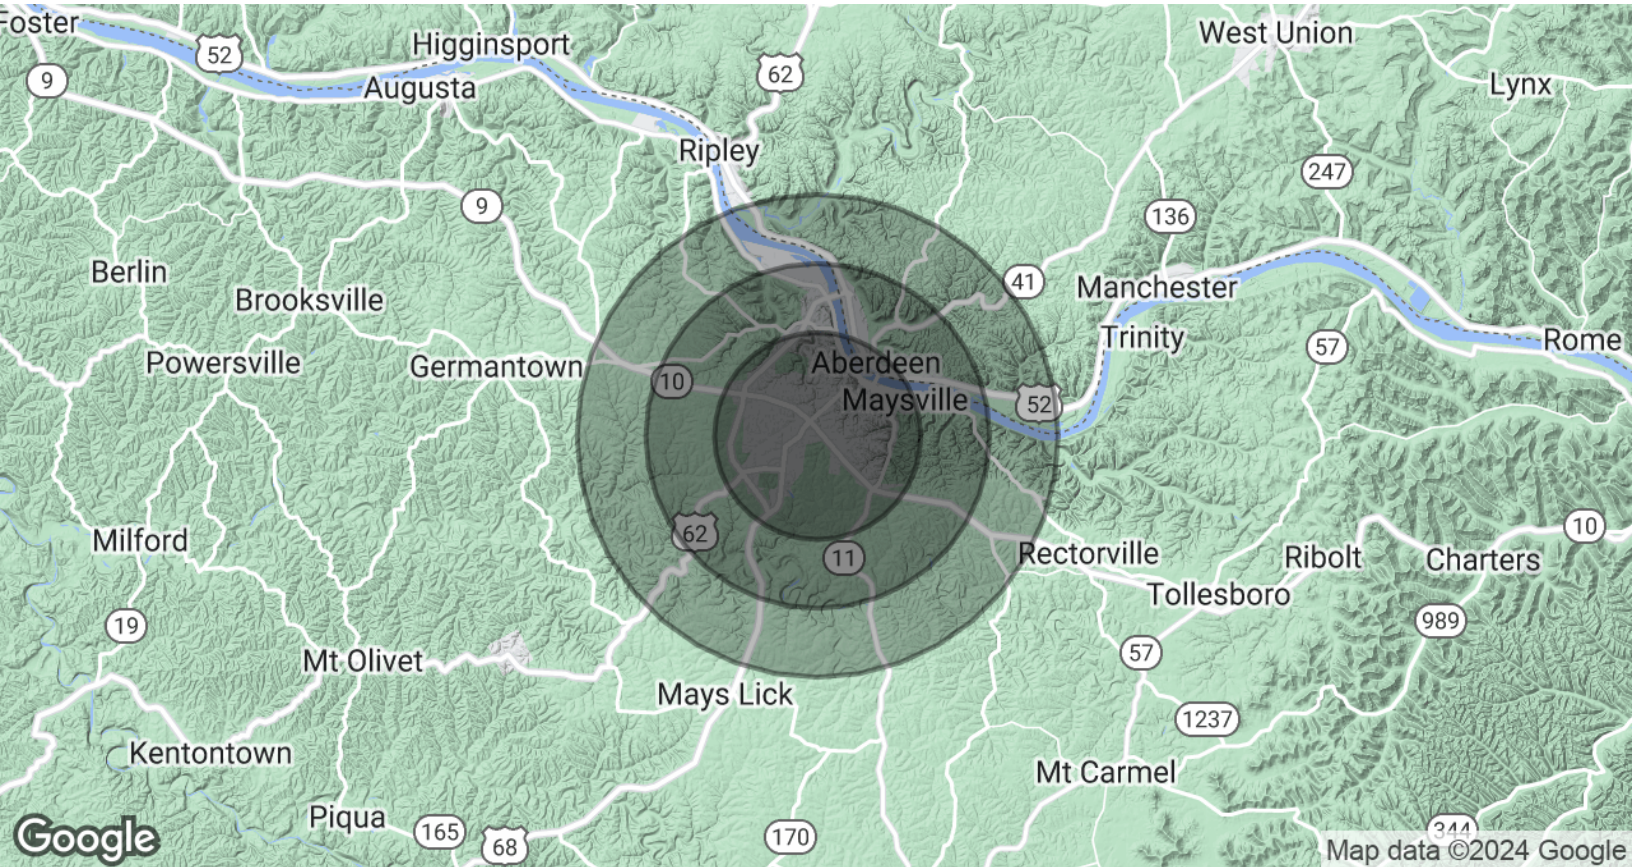 Foster
52
Higginsport
62
West Union
9
Augusta
Lynx
Ripley
247
9
136
Berlin
41
Manchester
Brooksville
Trinity
Rome
57
Powersville
Germantown
Aberdeen
10
Maysville
52
10
Milford
62
11
Rectorville
Ribolt
Charters
Tollesboro
19
989
57
Mt Olivet
Mays Lick
1237
Kentontown
Mt Carmel
Piqua
165
68
170
344
Google
Map data ©2024 Google